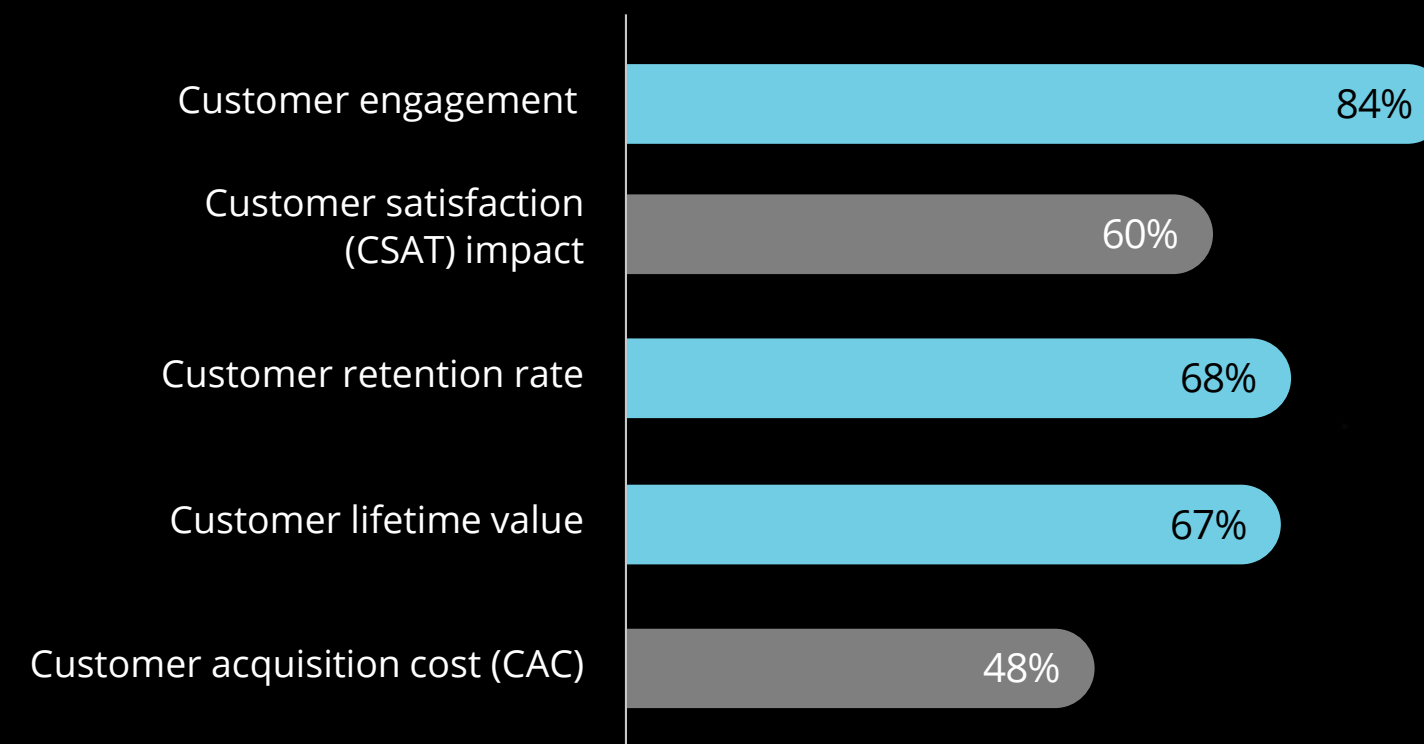 Customer engagement
84%
Customer satisfaction
(CSAT) impact
60%
Customer retention rate
68%
Customer lifetime value
67%
Customer acquisition cost (CAC)
48%